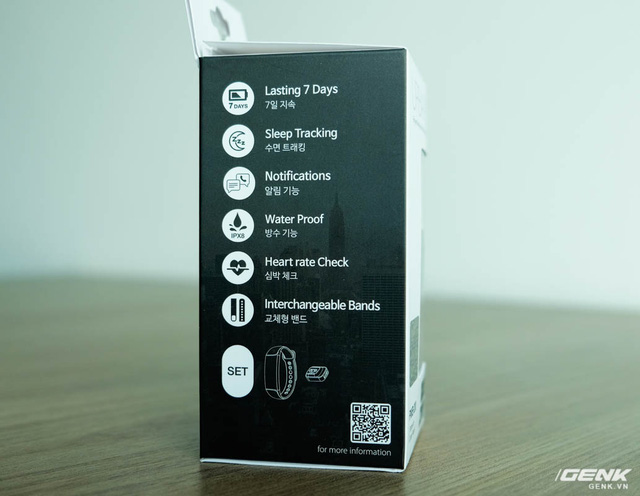 7 DAYS
Lasting 7 Days
7일 지속
zzz
Sleep Tracking
수면 트래킹
Notifications
알림 기능
IPX8
Water Proof
방수 기능
Heart rate Check
심박 체크
Interchangeable Bands
교체형 밴드
SET
for more information
/GENK
GENK.VN